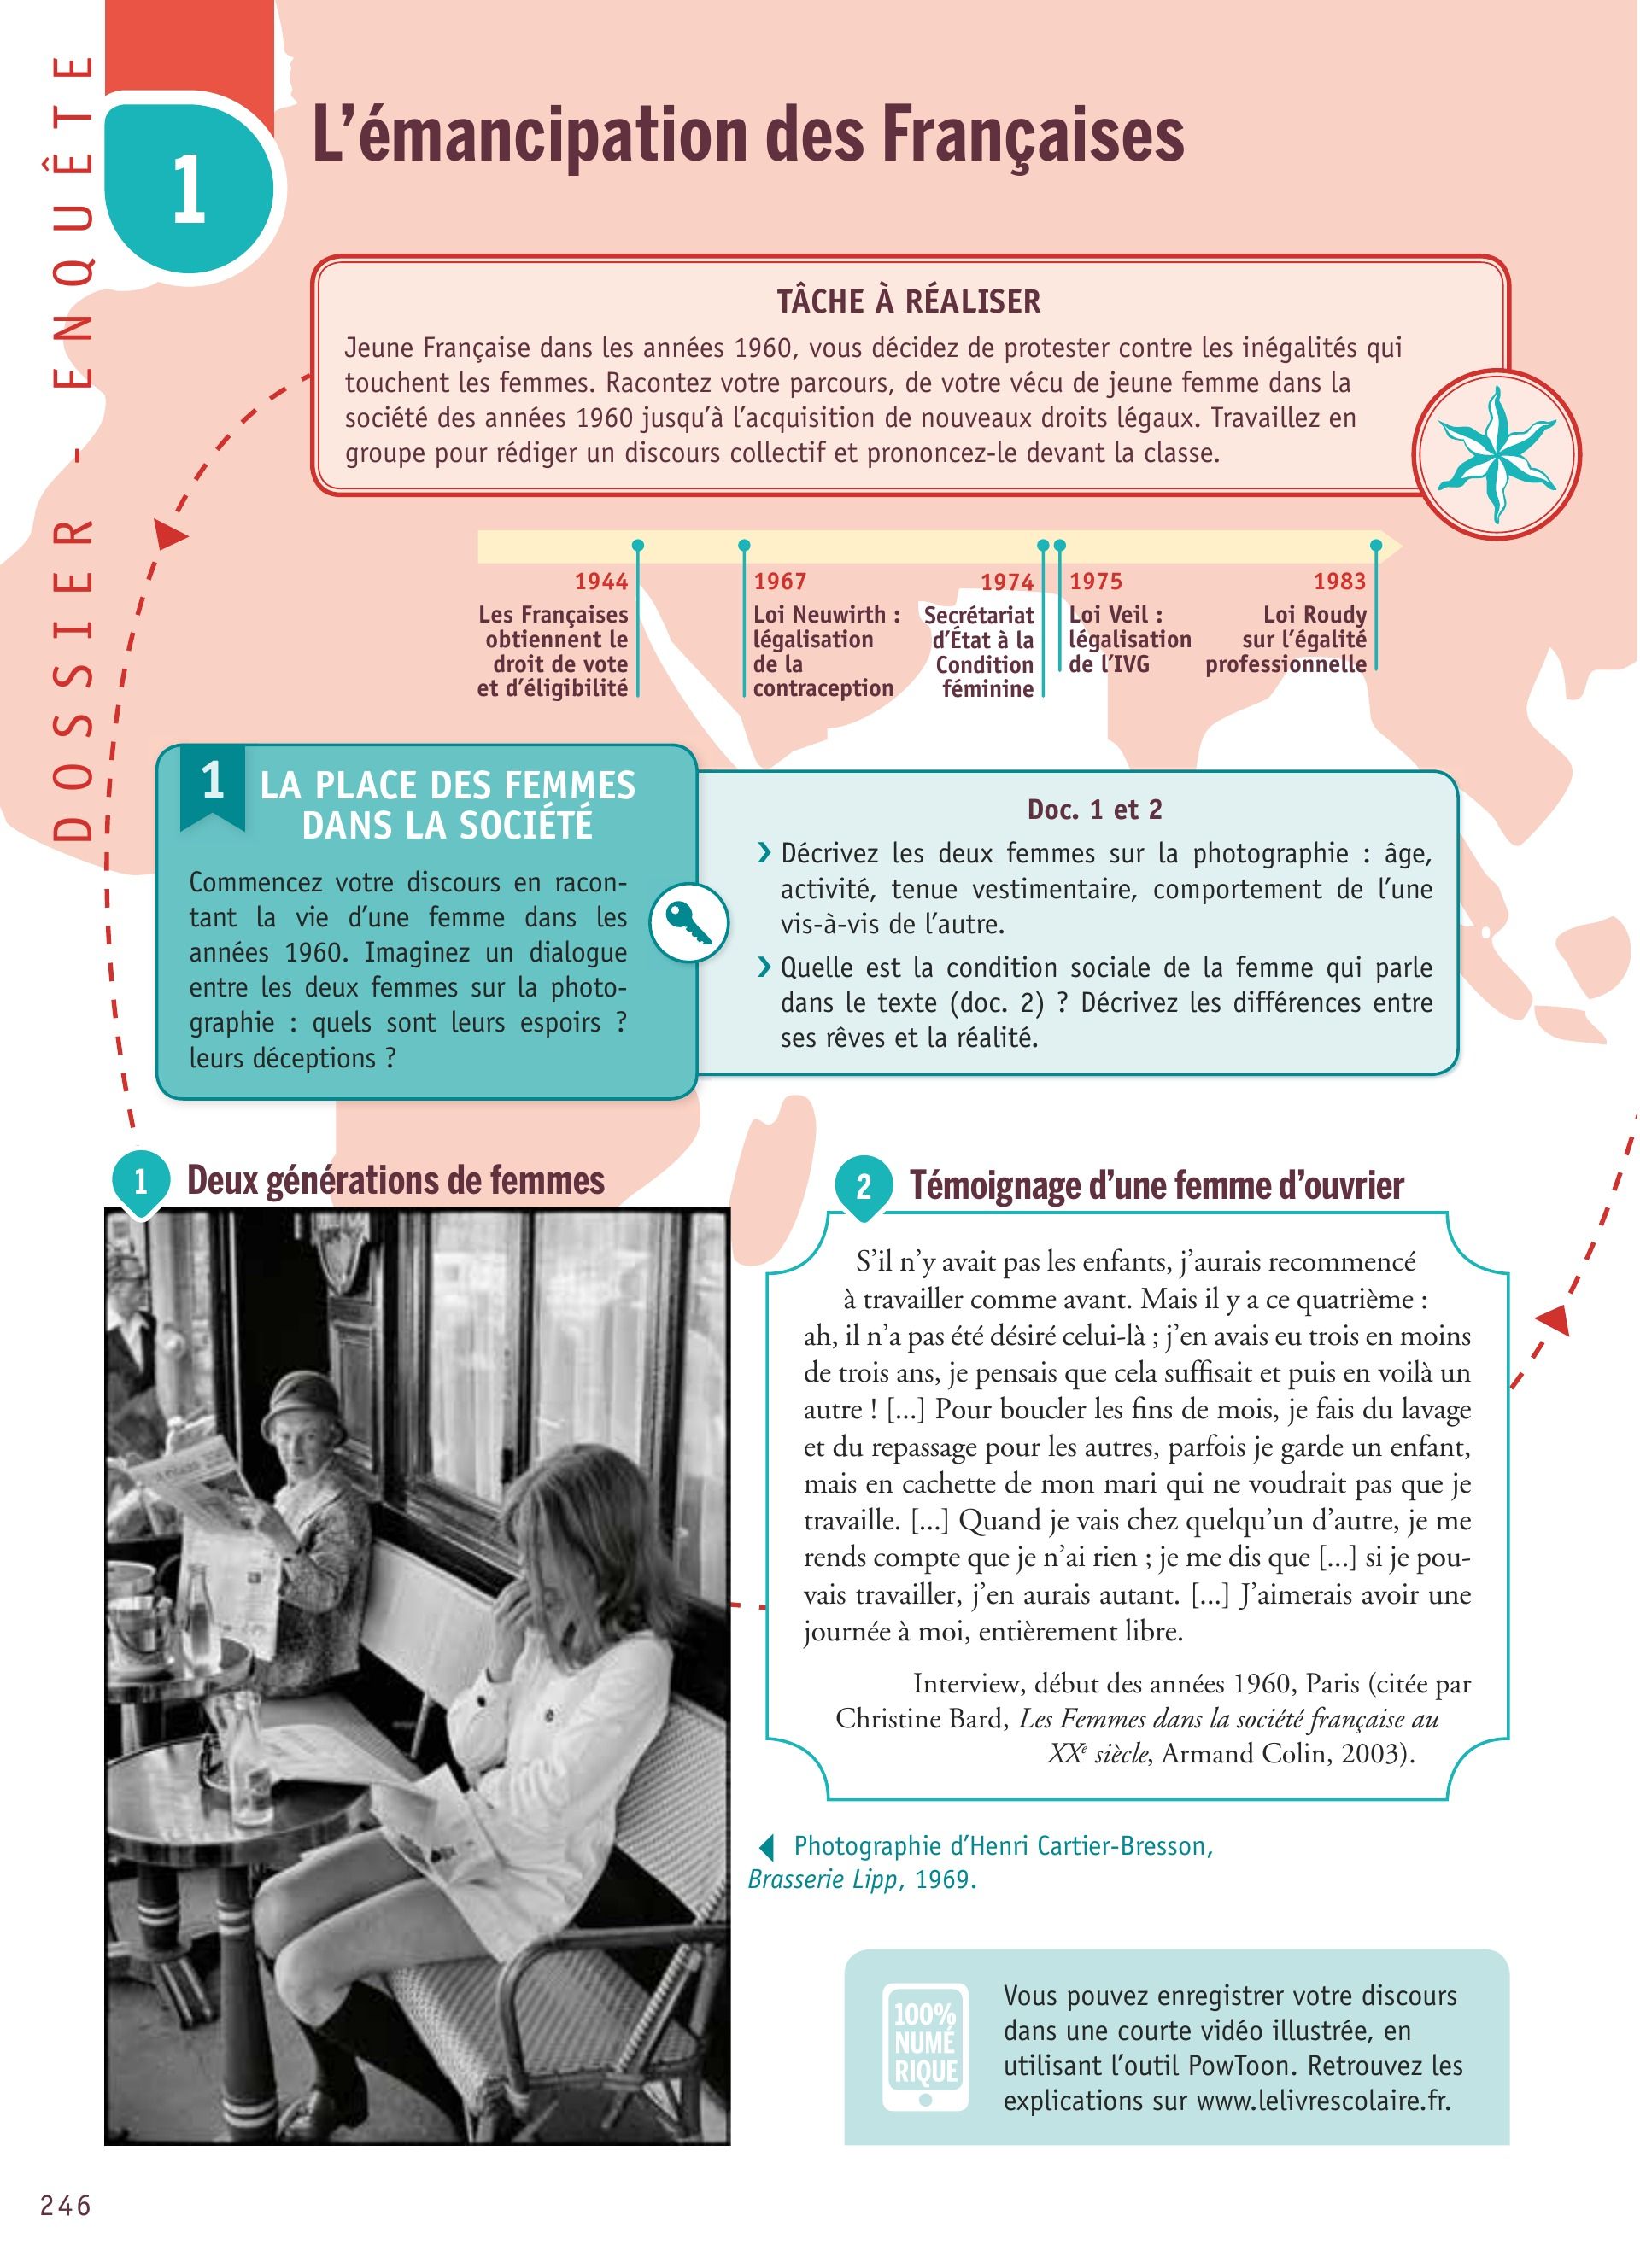 DOSSIER - ENQUÊTE
1
L'émancipation des Françaises
TÂCHE À RÉALISER
Jeune Française dans les années 1960, vous décidez de protester contre les inégalités qui
touchent les femmes. Racontez votre parcours, de votre vécu de jeune femme dans la
société des années 1960 jusqu'à l'acquisition de nouveaux droits légaux. Travaillez en
groupe pour rédiger un discours collectif et prononcez-le devant la classe.
1944
Les Françaises
obtiennent le
droit de vote
et d'éligibilité
1967
Loi Neuwirth :
légalisation
de la
contraception
1974
Secrétariat
d'État à la
Condition
féminine
1975
Loi Veil :
légalisation
de l'IVG
1983
Loi Roudy
sur l'égalité
professionnelle
1
LA PLACE DES FEMMES
DANS LA SOCIÉTÉ
Commencez votre discours en racon-
tant la vie d'une femme dans les
années 1960. Imaginez un dialogue
entre les deux femmes sur la photo-
graphie : quels sont leurs espoirs ?
leurs déceptions ?
Doc. 1 et 2
› Décrivez les deux femmes sur la photographie : âge,
activité, tenue vestimentaire, comportement de l'une
vis-à-vis de l'autre.
› Quelle est la condition sociale de la femme qui parle
dans le texte (doc. 2) ? Décrivez les différences entre
ses rêves et la réalité.
1 Deux générations de femmes
2 Témoignage d'une femme d'ouvrier
S'il n'y avait pas les enfants, j'aurais recommencé
à travailler comme avant. Mais il y a ce quatrième :
ah, il n'a pas été désiré celui-là ; j'en avais eu trois en moins
de trois ans, je pensais que cela suffisait et puis en voilà un
autre ! [...] Pour boucler les fins de mois, je fais du lavage
et du repassage pour les autres, parfois je garde un enfant,
mais en cachette de mon mari qui ne voudrait pas que je
travaille. [...] Quand je vais chez quelqu'un d'autre, je me
rends compte que je n'ai rien ; je me dis que [...] si je pou-
vais travailler, j'en aurais autant. [...] J'aimerais avoir une
journée à moi, entièrement libre.
Interview, début des années 1960, Paris (citée par
Christine Bard, Les Femmes dans la société française au
XXe siècle, Armand Colin, 2003).
Photographie d'Henri Cartier-Bresson,
Brasserie Lipp, 1969.
100%
NUMÉ
RIQUE
Vous pouvez enregistrer votre discours
dans une courte vidéo illustrée, en
utilisant l'outil PowToon. Retrouvez les
explications sur www.lelivrescolaire.fr.
246